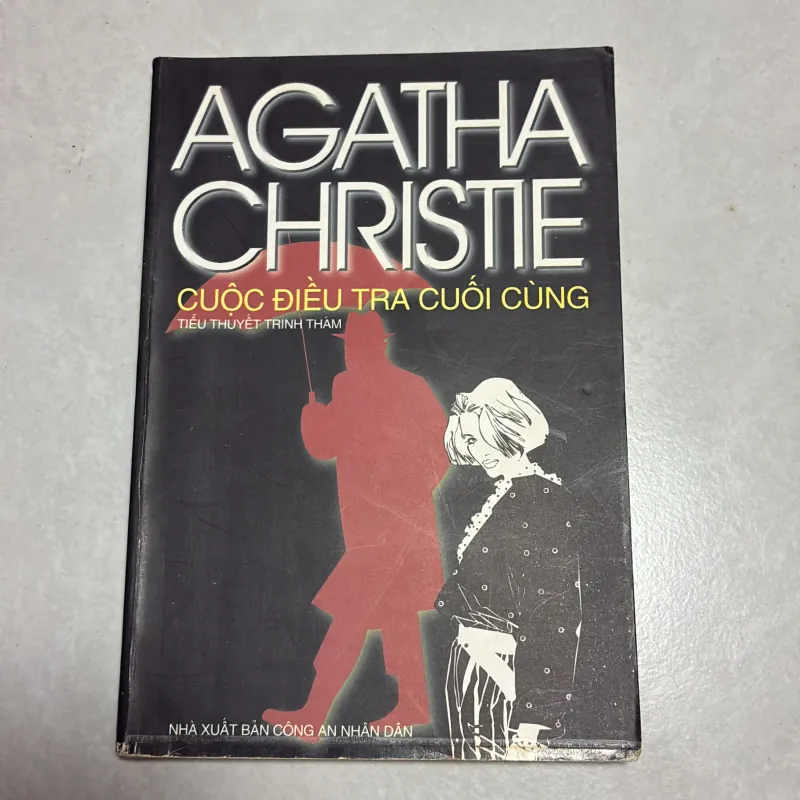 AGATHA
CHRISTIE
CUỘC ĐIỀU TRA CUỐI CÙNG
TIỂU THUYẾT TRINH THÁM
NHÀ XUẤT BẢN CÔNG AN NHÂN DÂN